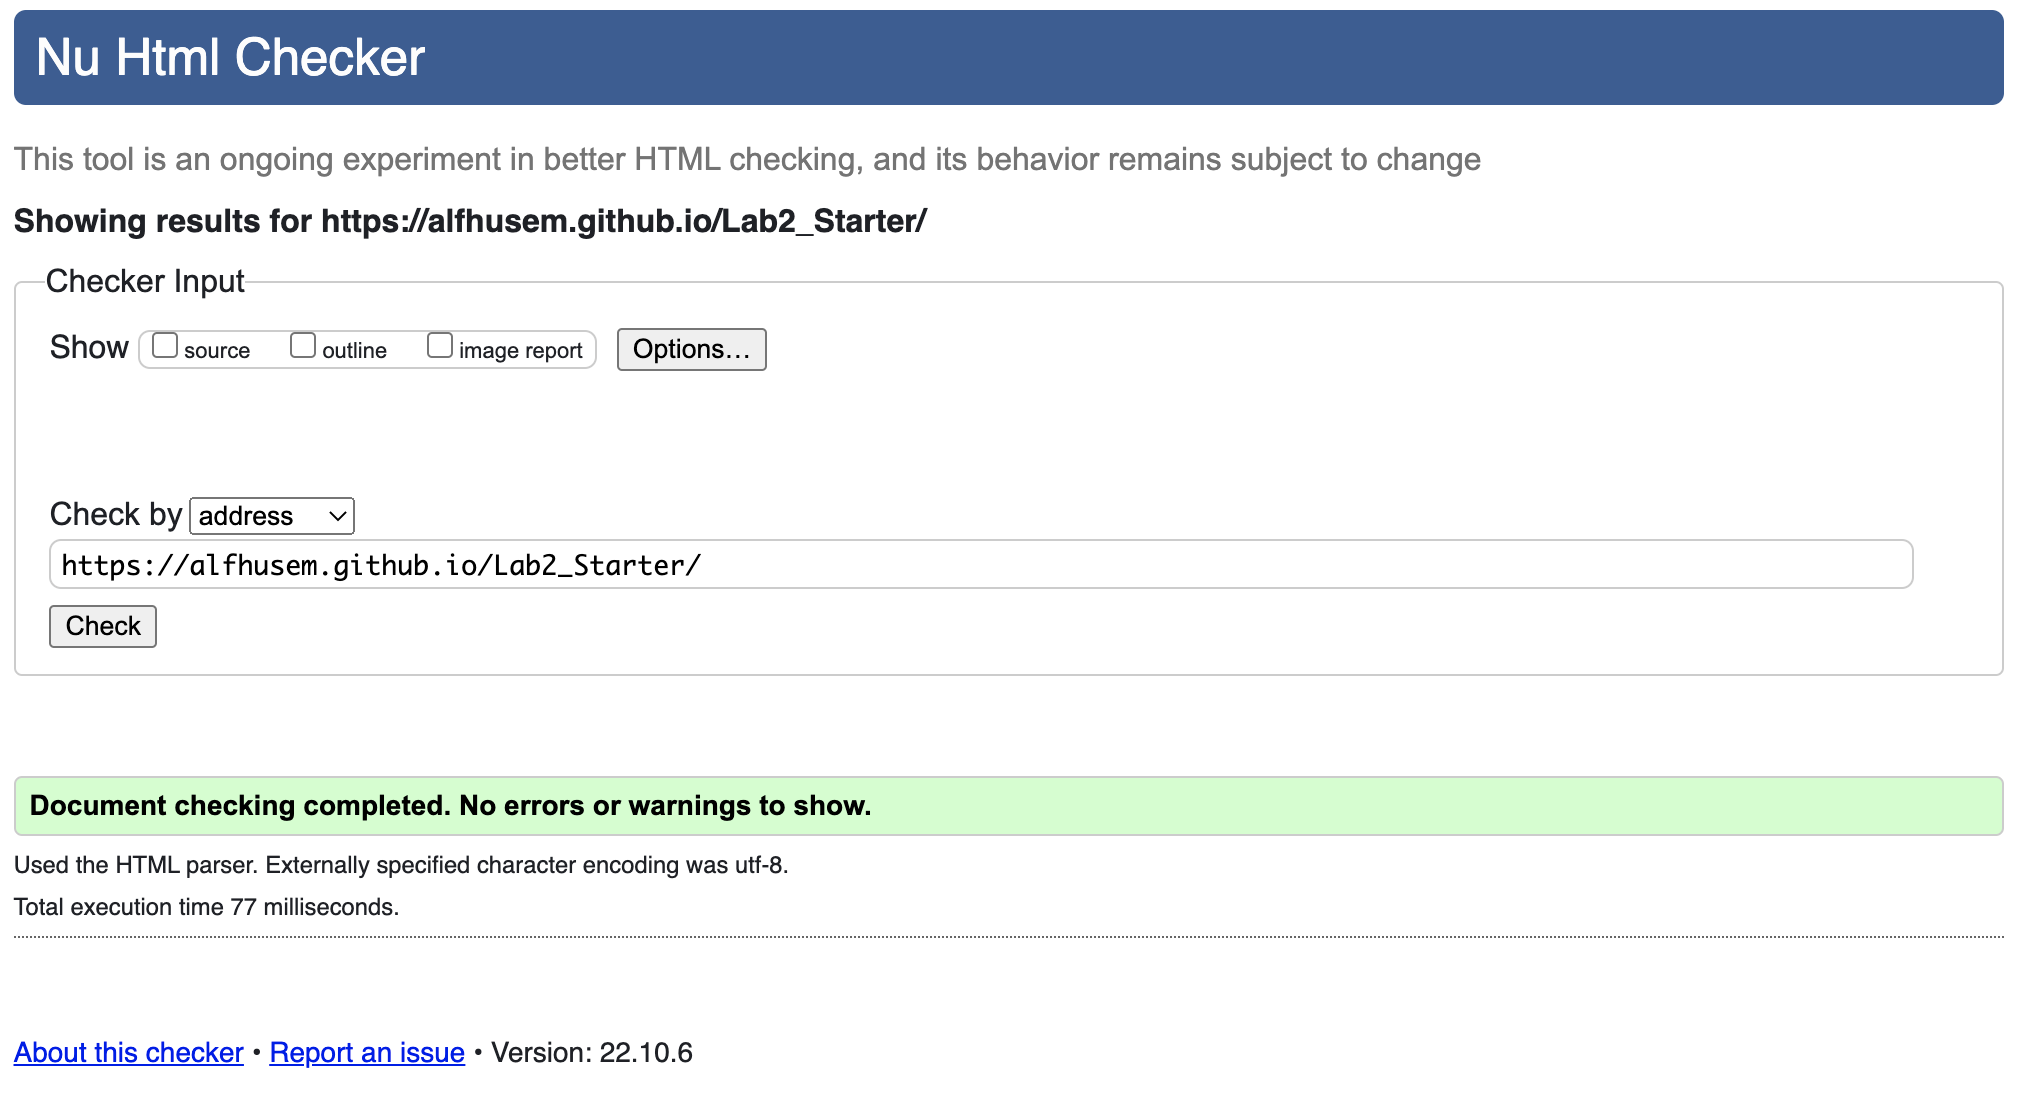 Nu Html Checker
This tool is an ongoing experiment in better HTML checking, and its behavior remains subject to change
Showing results for https://alfhusem.github.io/Lab2_Starter/
Checker Input
Show source outline image report Options…
Check by address
https://alfhusem.github.io/Lab2_Starter/
Check
Document checking completed. No errors or warnings to show.
Used the HTML parser. Externally specified character encoding was utf-8.
Total execution time 77 milliseconds.
About this checker • Report an issue • Version: 22.10.6